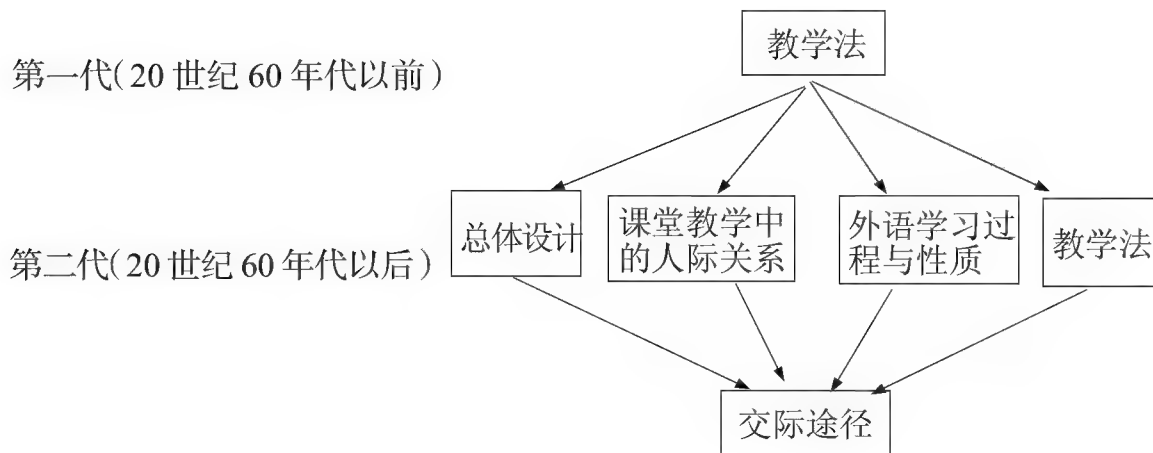 教学法
第一代(20世纪60年代以前)
总体设计
课堂教学中
的人际关系
外语学习过
程与性质
教学法
第二代(20世纪60年代以后)
交际途径